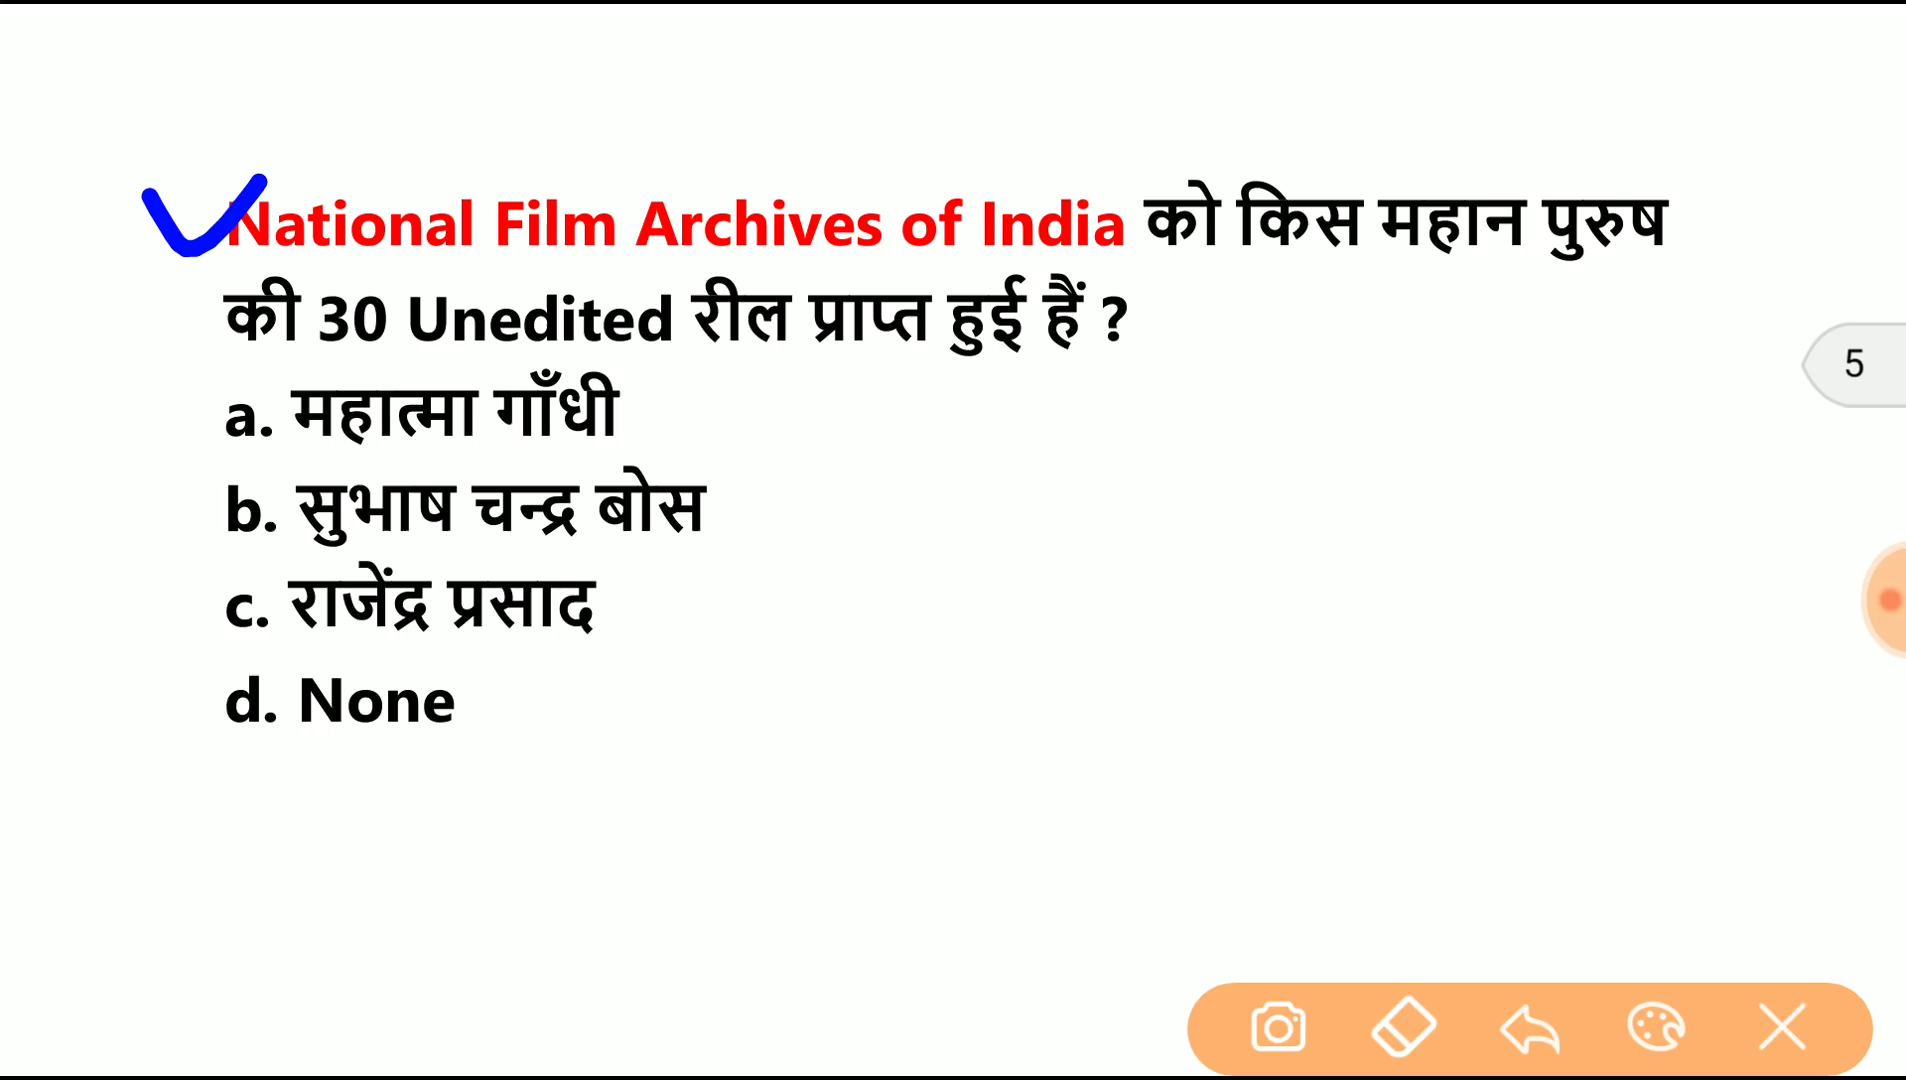 National Film Archives of India को किस महान पुरुष
की 30 Unedited रील प्राप्त हुई हैं ?
a. महात्मा गाँधी
b. सुभाष चन्द्र बोस
c. राजेंद्र प्रसाद
d. None
5